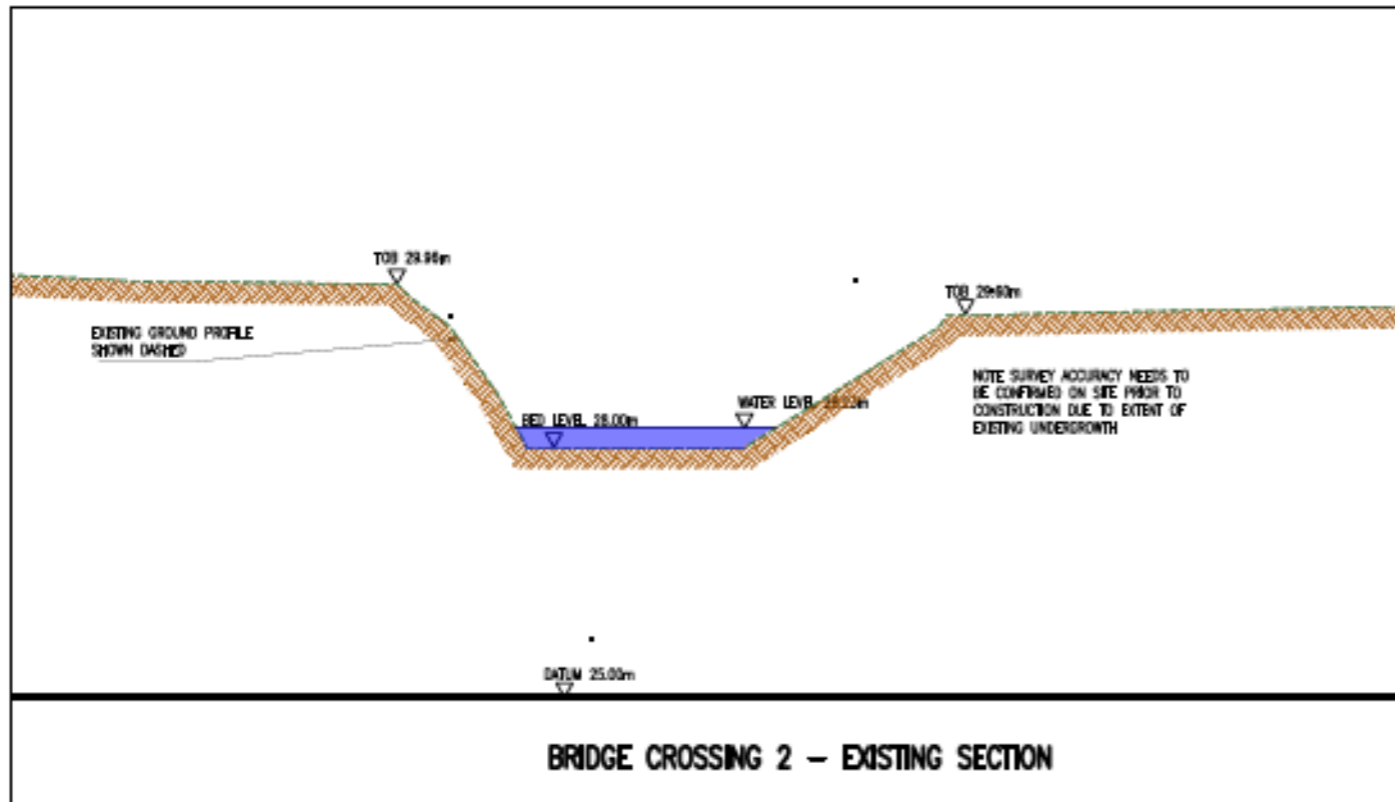 TOB 29.96m
TOB 29.60m
EXISTING GROUND PROFILE
SHOWN DASHED
NOTE SURVEY ACCURACY NEEDS TO
BE CONFIRMED ON SITE PRIOR TO
CONSTRUCTION DUE TO EXTENT OF
EXISTING UNDERGROWTH
WATER LEVEL
BED LEVEL 28.00m
DATUM 25.00m
BRIDGE CROSSING 2 – EXISTING SECTION